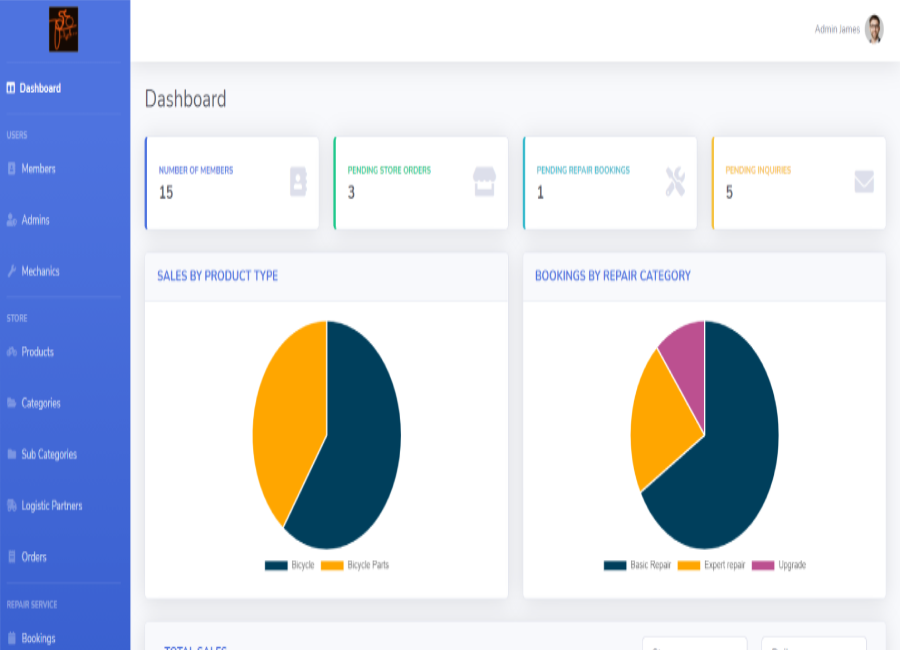 Admin James
Dashboard
USERS
Members
Admins
Mechanics
STORE
Products
Categories
Sub Categories
Logistic Partners
Orders
REPAIR SERVICE
Bookings
Dashboard
NUMBER OF MEMBERS
15
PENDING STORE ORDERS
3
PENDING REPAIR BOOKINGS
1
PENDING INQUIRIES
5
SALES BY PRODUCT TYPE
Bicycle Bicycle Parts
BOOKINGS BY REPAIR CATEGORY
Basic Repair Expert repair Upgrade
TOTAL SALES